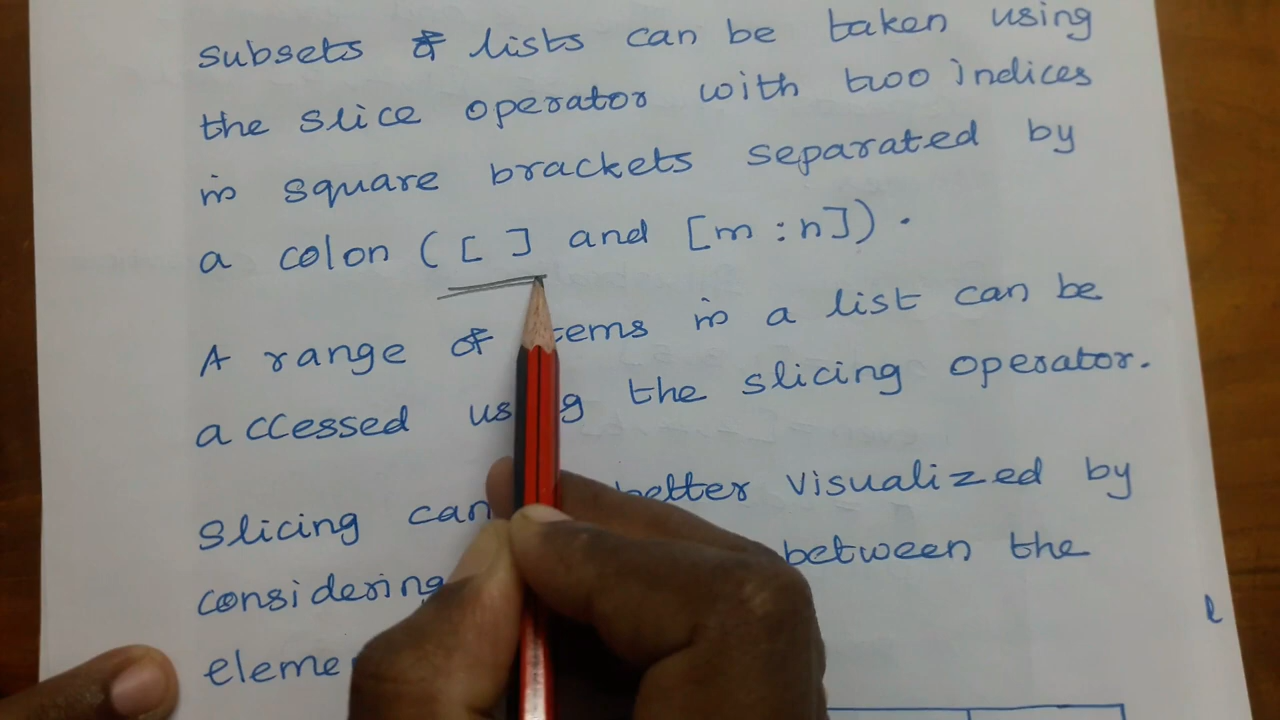 subsets of lists can be taken using
the slice operator with two indices
in square brackets separated by
a colon ([ ] and [m:n]).
A range of items in a list can be
accessed using the slicing operator.
Slicing can better visualized by
considering between the